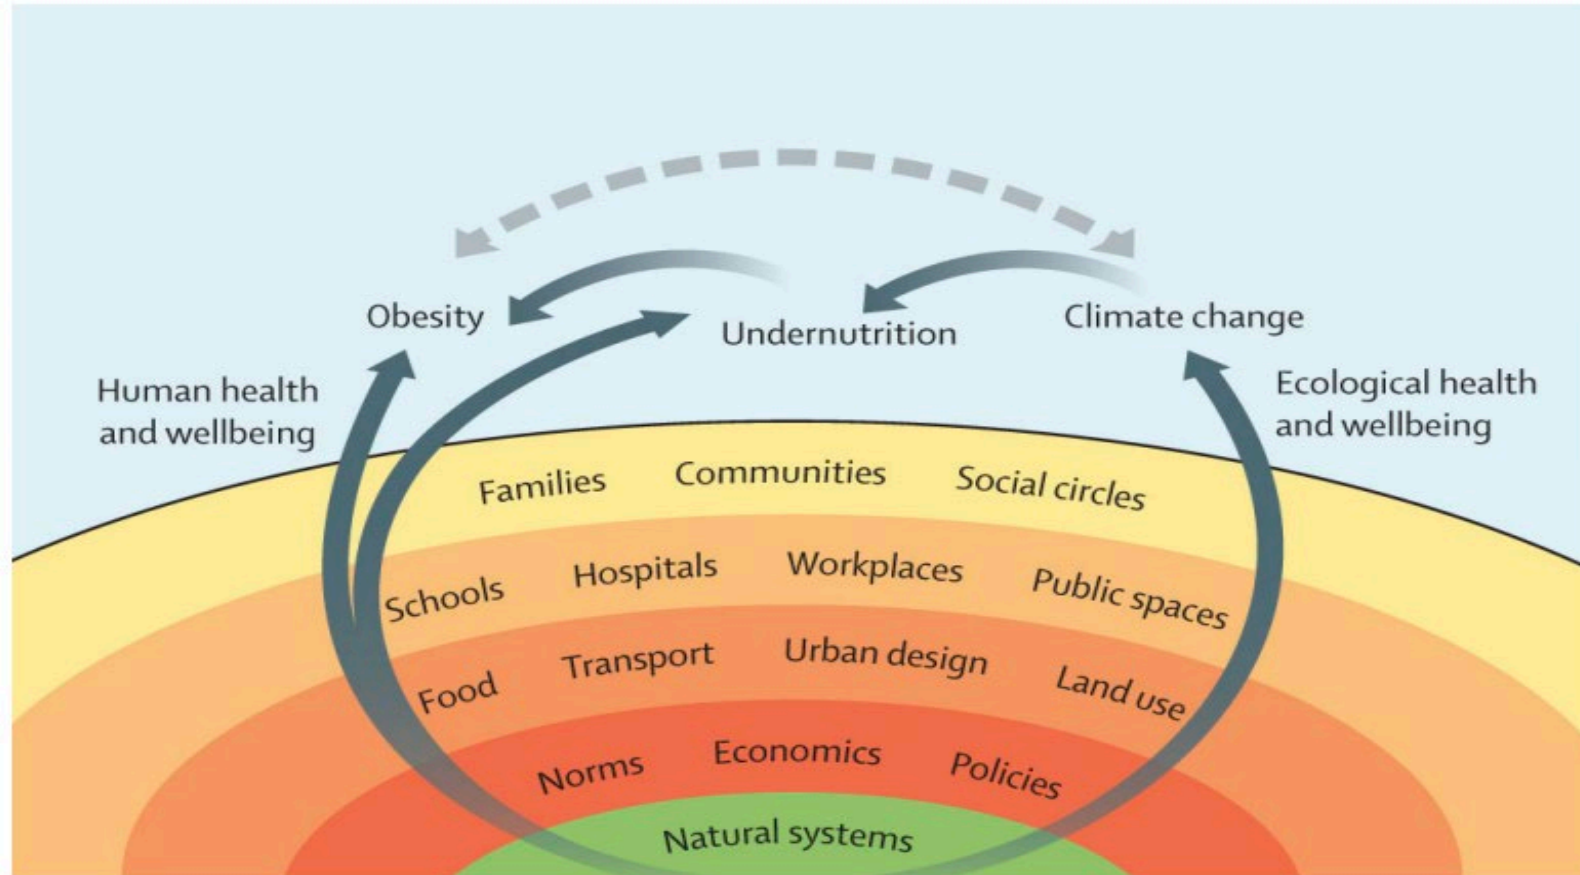 Obesity
Undernutrition
Climate change
Human health
and wellbeing
Ecological health
and wellbeing
Families Communities Social circles
Schools Hospitals Workplaces Public spaces
Food Transport Urban design Land use
Norms Economics Policies
Natural systems